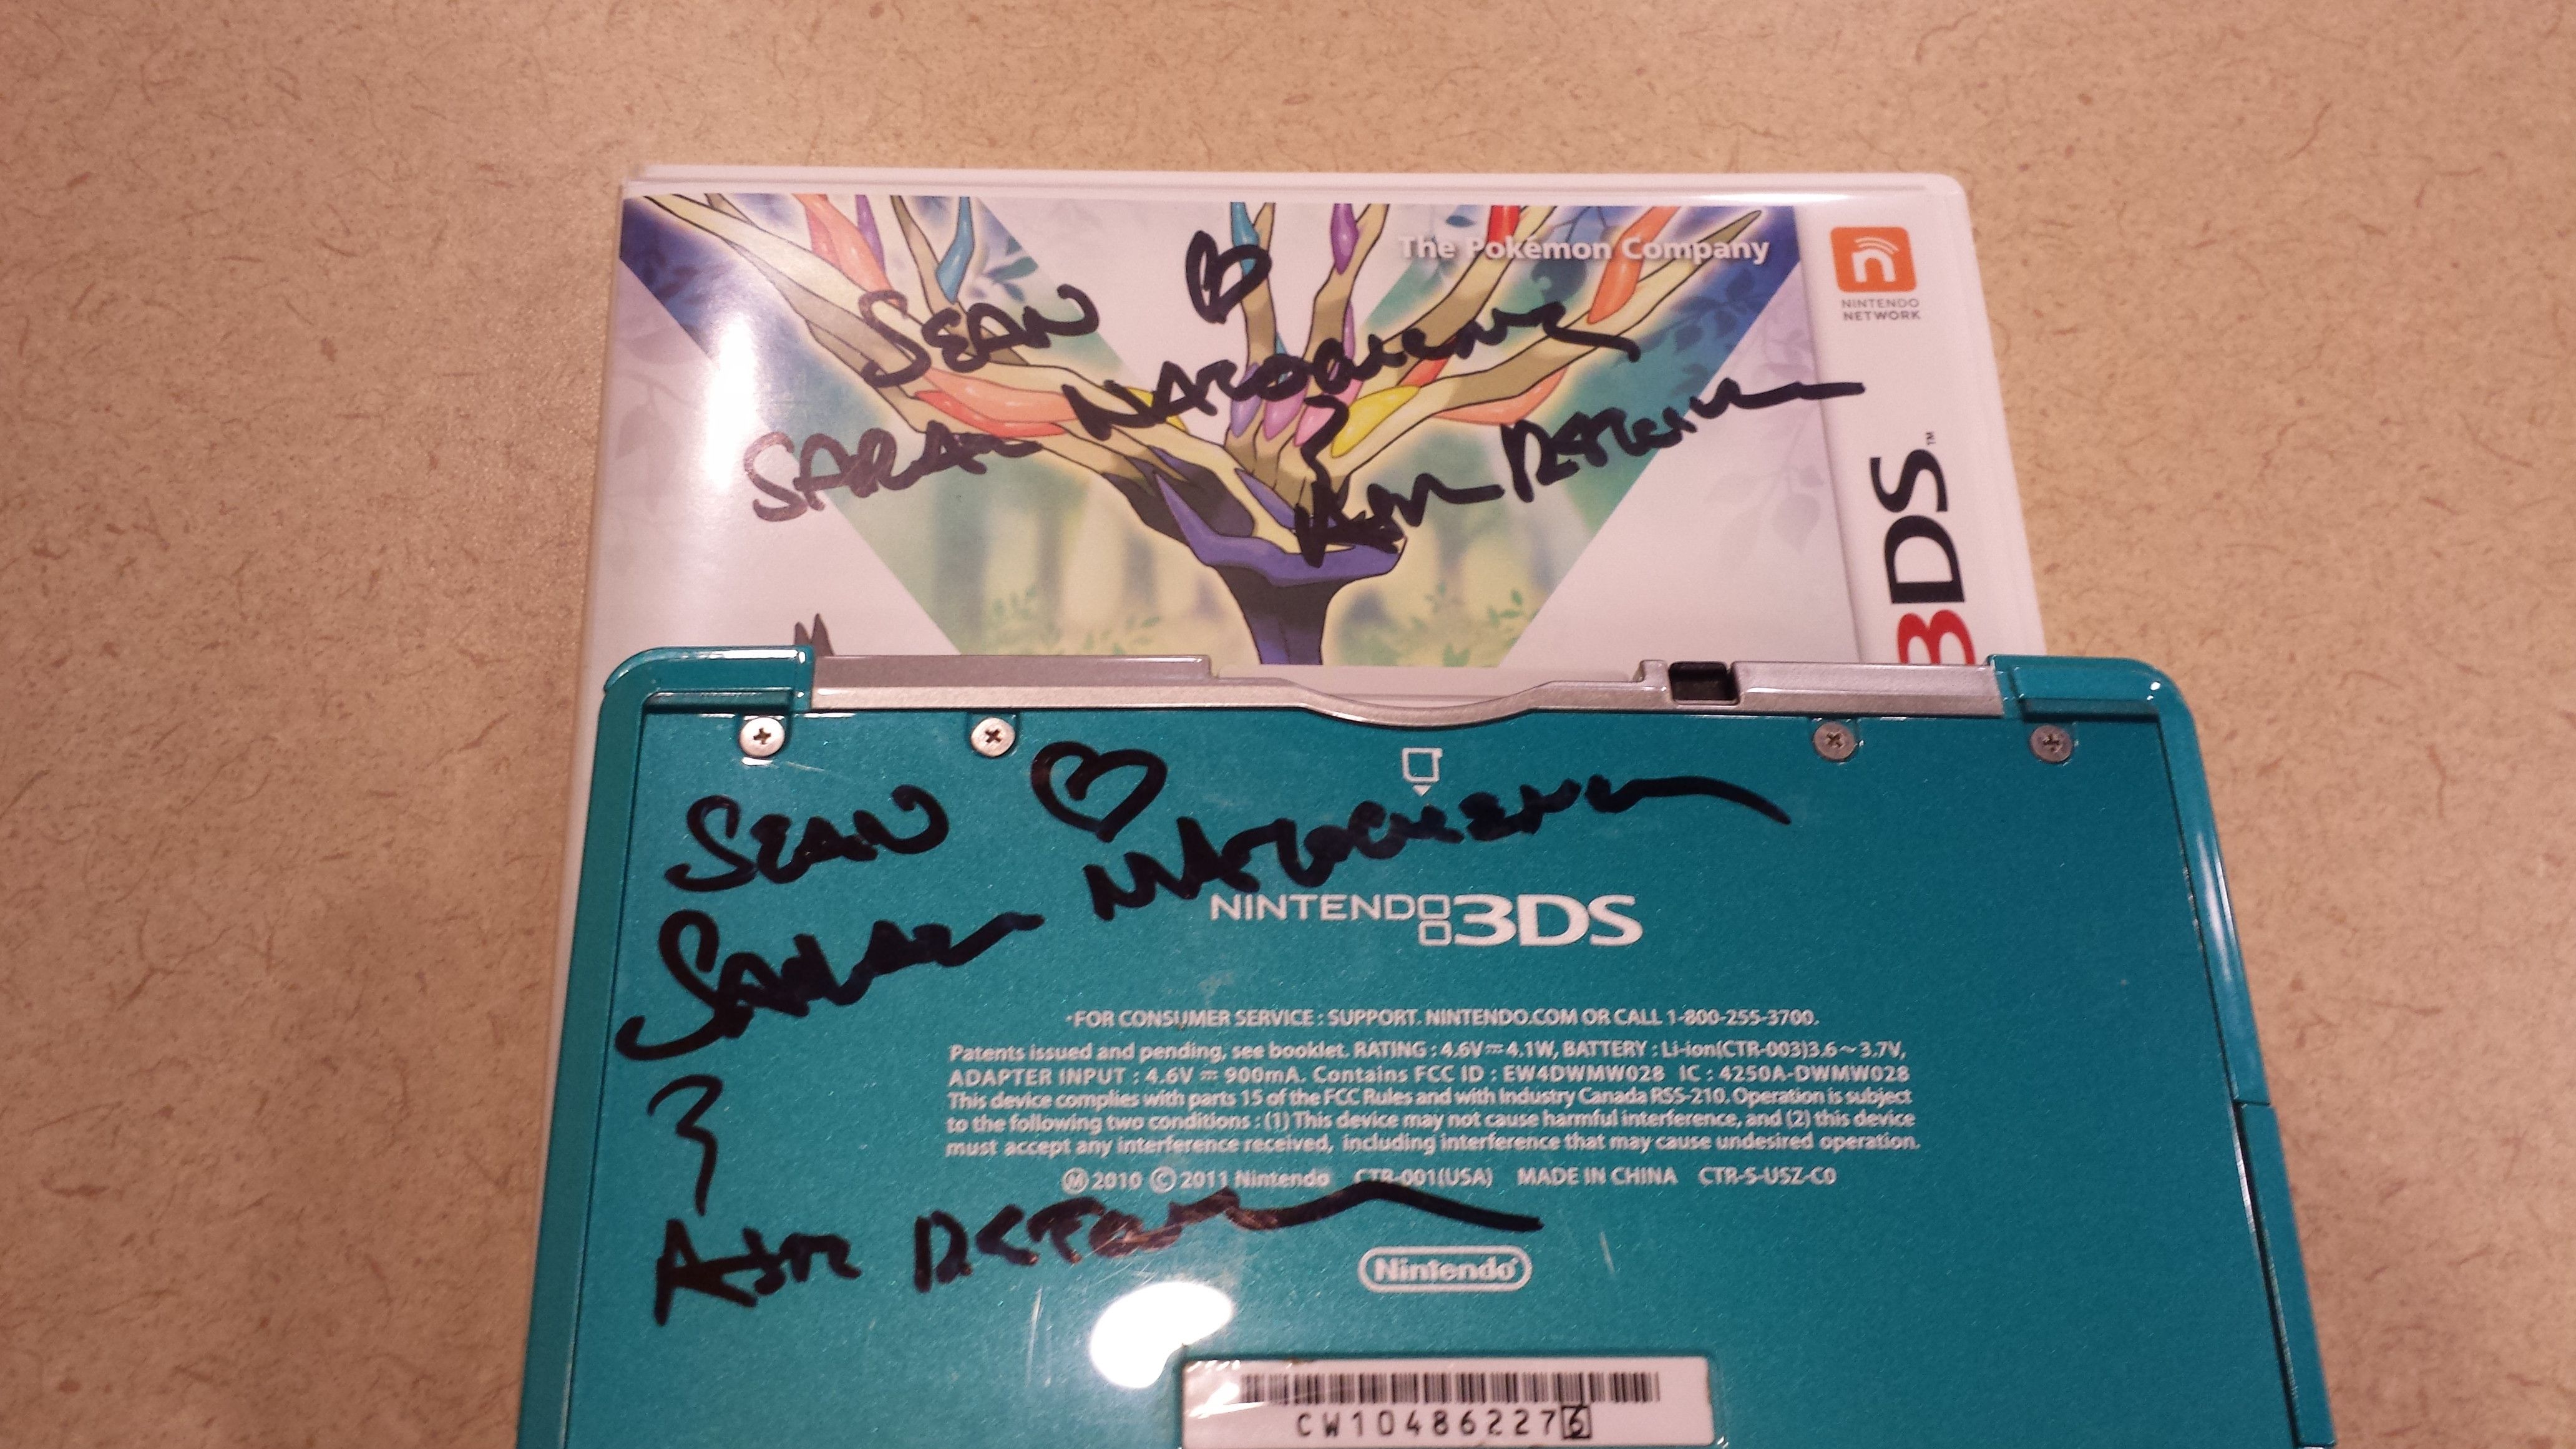 The Pokémon Company
NINTENDO
NETWORK
SEAN
SARAH
3DS™
SEAN
SARAH
NINTENDO 3DS
*FOR CONSUMER SERVICE : SUPPORT. NINTENDO.COM OR CALL 1-800-255-3700.
Patents issued and pending, see booklet. RATING : 4.6V⎓4.1W, BATTERY : Li-ion(CTR-003)3.6~3.7V,
ADAPTER INPUT : 4.6V ⎓ 900mA. Contains FCC ID : EW4DWMW028 IC : 4250A-DWMW028
This device complies with parts 15 of the FCC Rules and with Industry Canada RSS-210. Operation is subject
to the following two conditions : (1) This device may not cause harmful interference, and (2) this device
must accept any interference received, including interference that may cause undesired operation.
Ⓜ 2010 © 2011 Nintendo CTR-001(USA) MADE IN CHINA CTR-S-USZ-C0
Nintendo
CW104862276